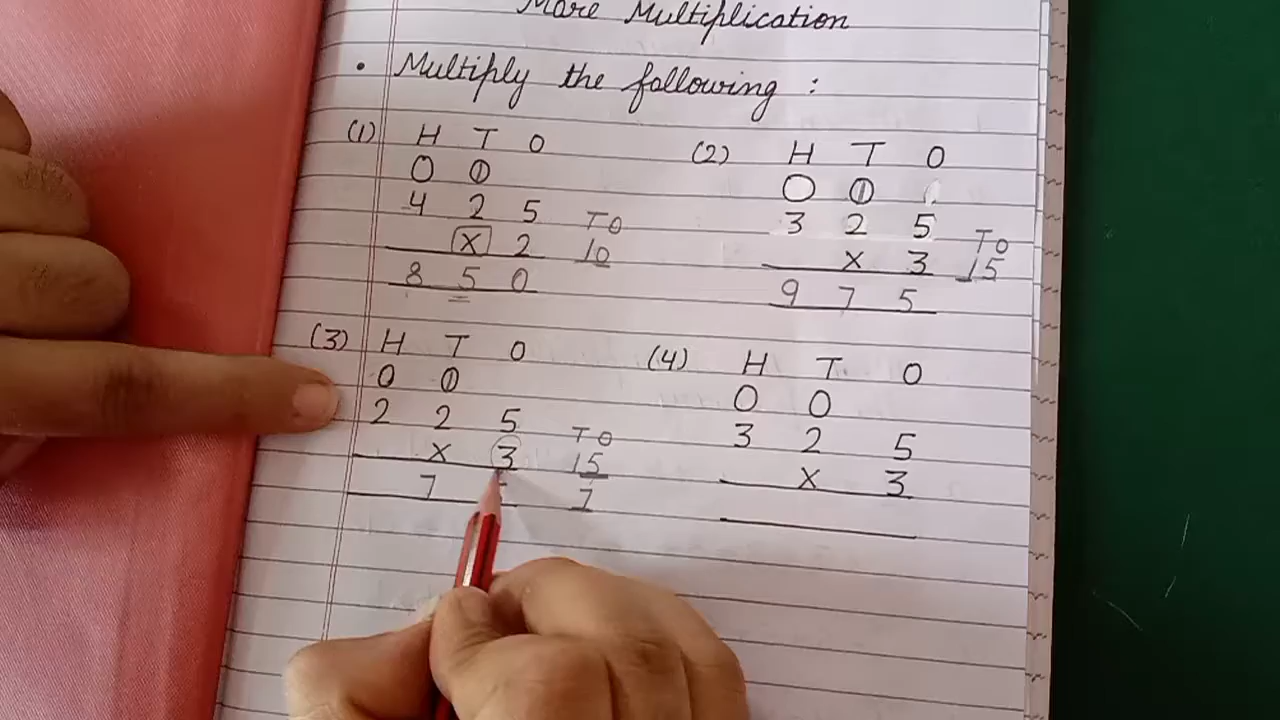 More Multiplication
• Multiply the following :
(1) H T O
0 1
4 2 5 TO
x 2 10
8 5 0
(2) H T O
0 1
3 2 5 TO
x 3 15
9 7 5
(3) H T O
0 1
2 2 5 TO
x 3 15
7 7
(4) H T O
0 0
3 2 5
x 3